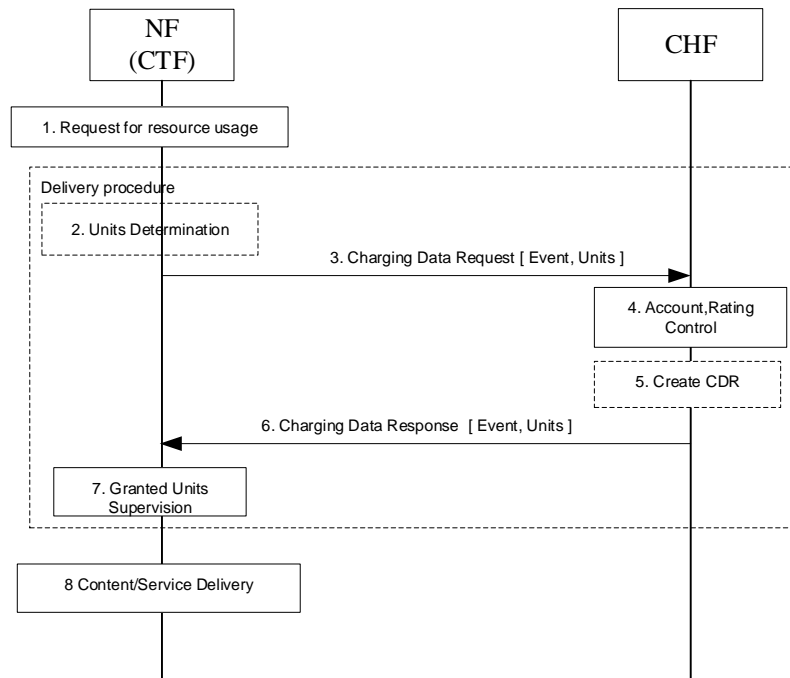 NF
(CTF)
CHF
1. Request for resource usage
Delivery procedure
2. Units Determination
3. Charging Data Request [ Event, Units ]
4. Account,Rating
Control
5. Create CDR
6. Charging Data Response [ Event, Units ]
7. Granted Units
Supervision
8 Content/Service Delivery